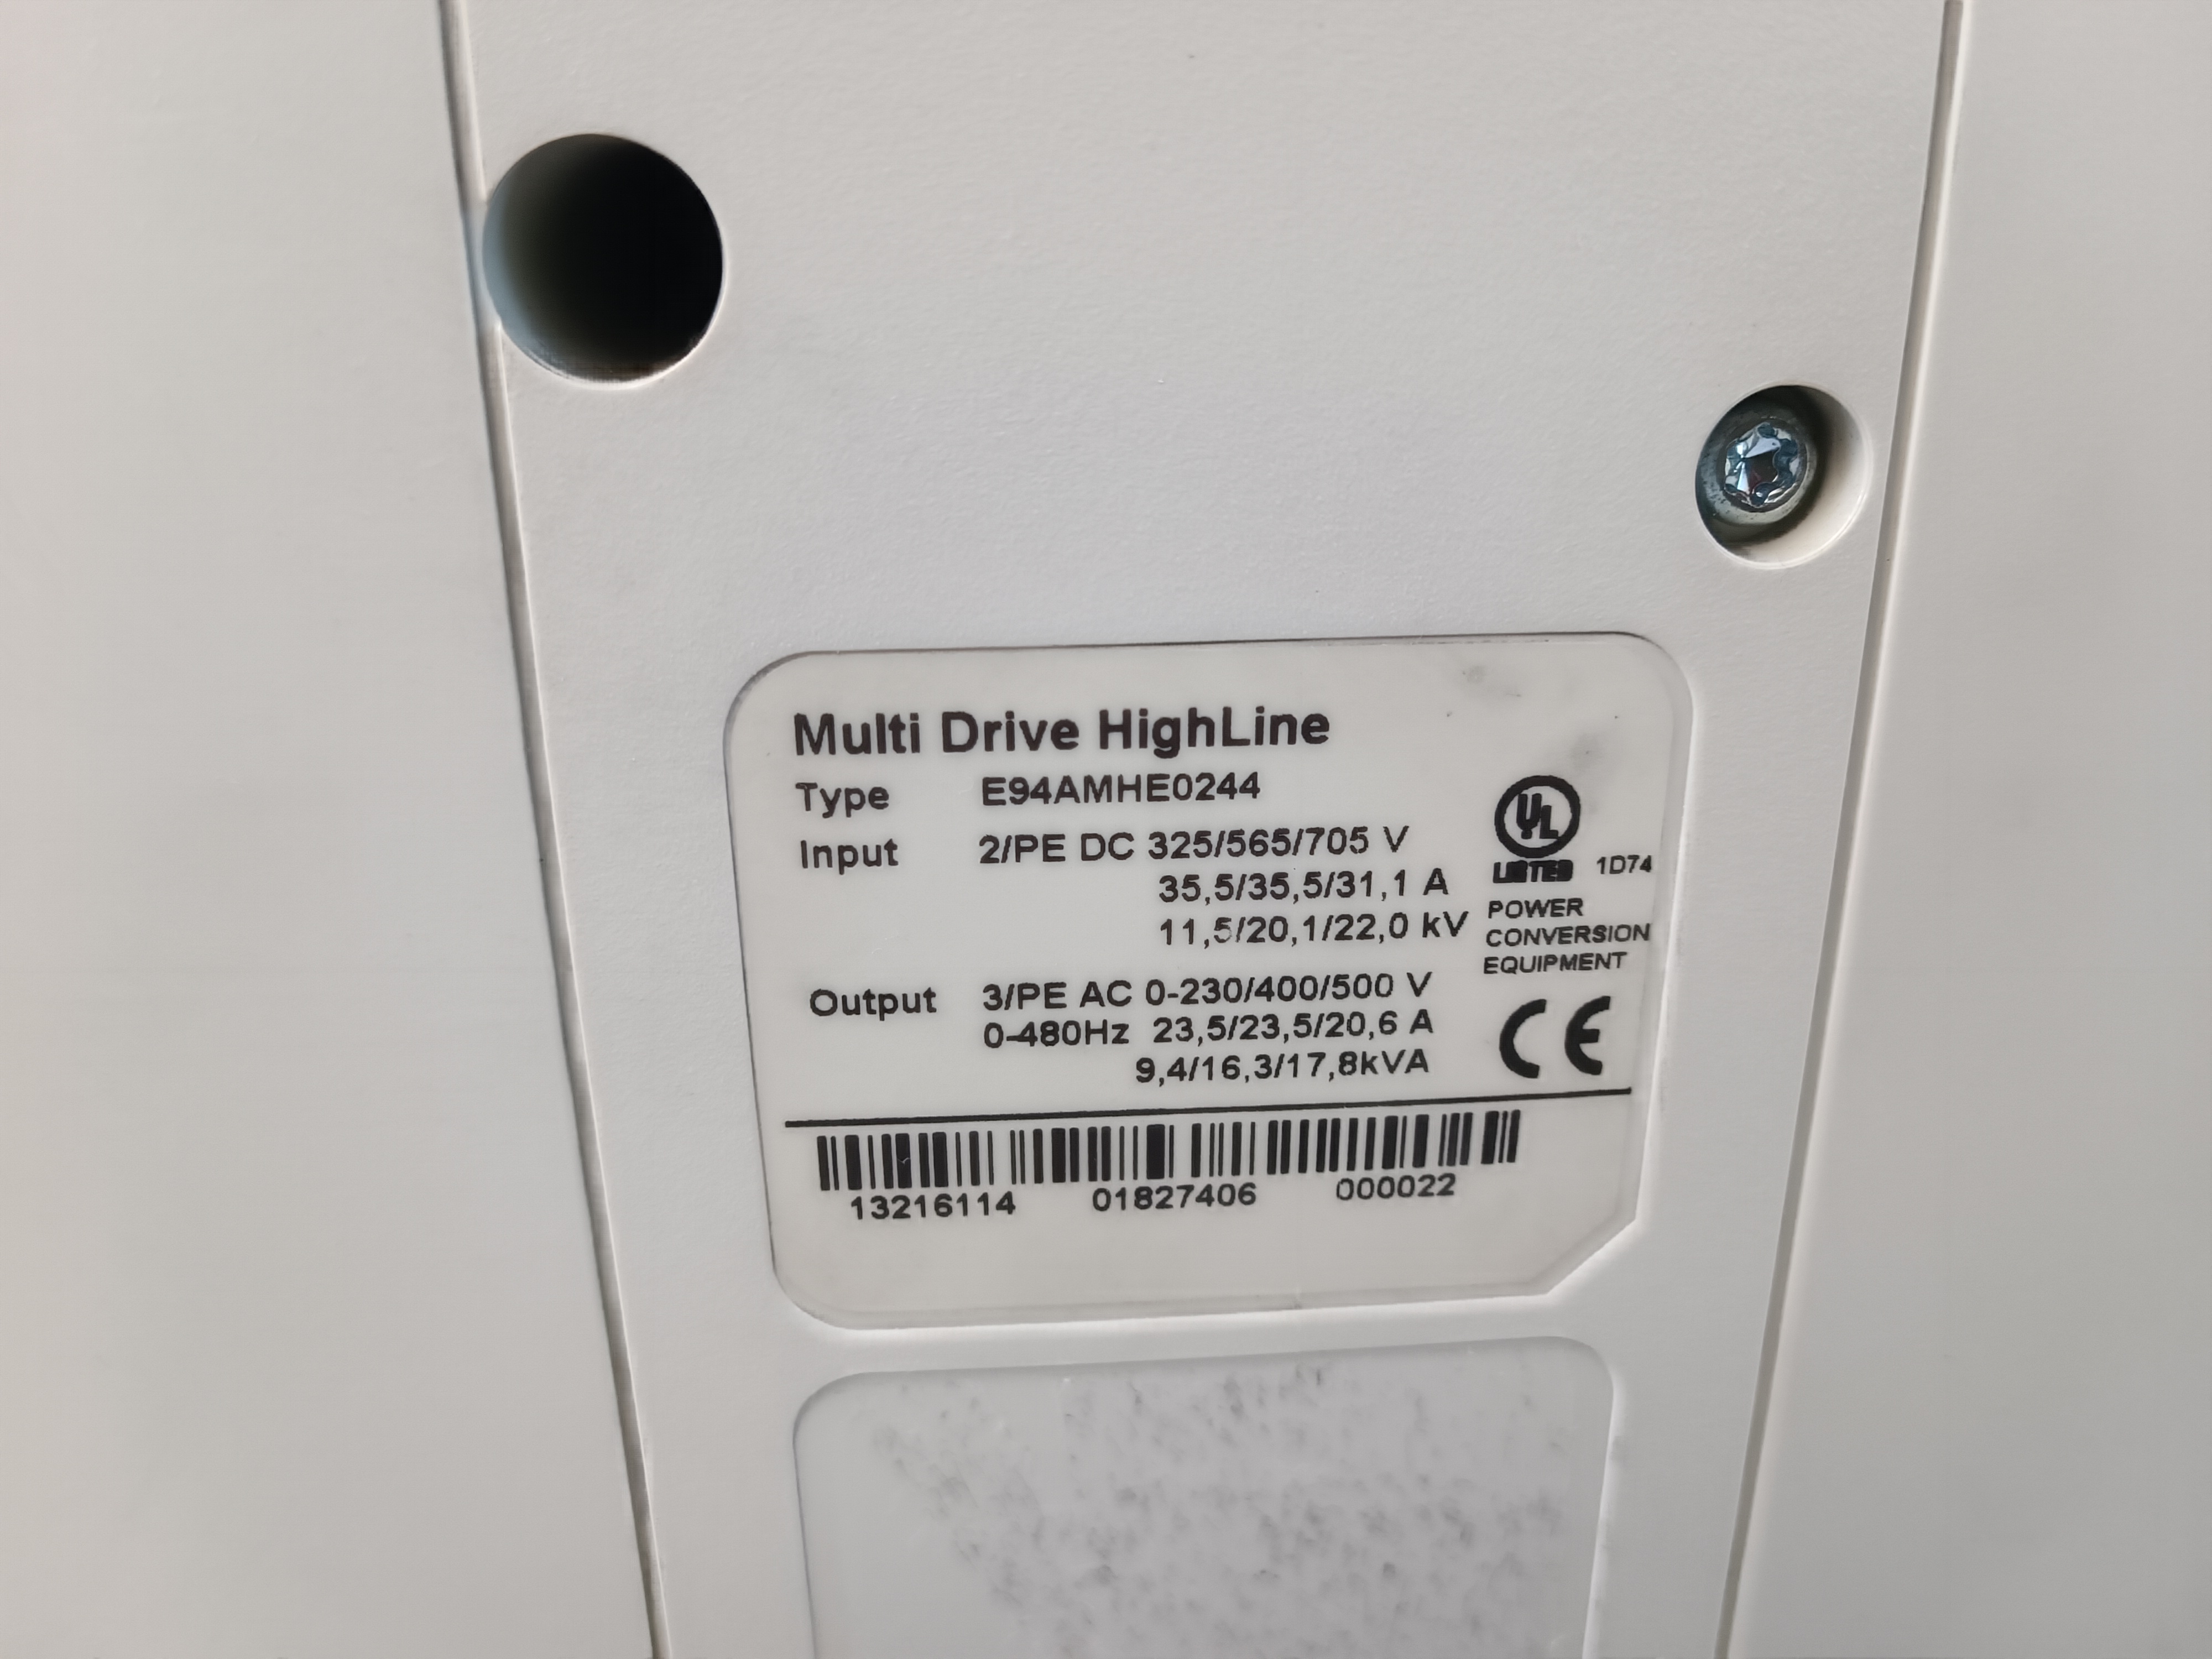 Multi Drive HighLine
Type E94AMHE0244
Input 2/PE DC 325/565/705 V
35,5/35,5/31,1 A
11,5/20,1/22,0 kV
Output 3/PE AC 0-230/400/500 V
0-480Hz 23,5/23,5/20,6 A
9,4/16,3/17,8kVA
UL
LISTED 1D74
POWER
CONVERSION
EQUIPMENT
CE
13216114 01827406 000022